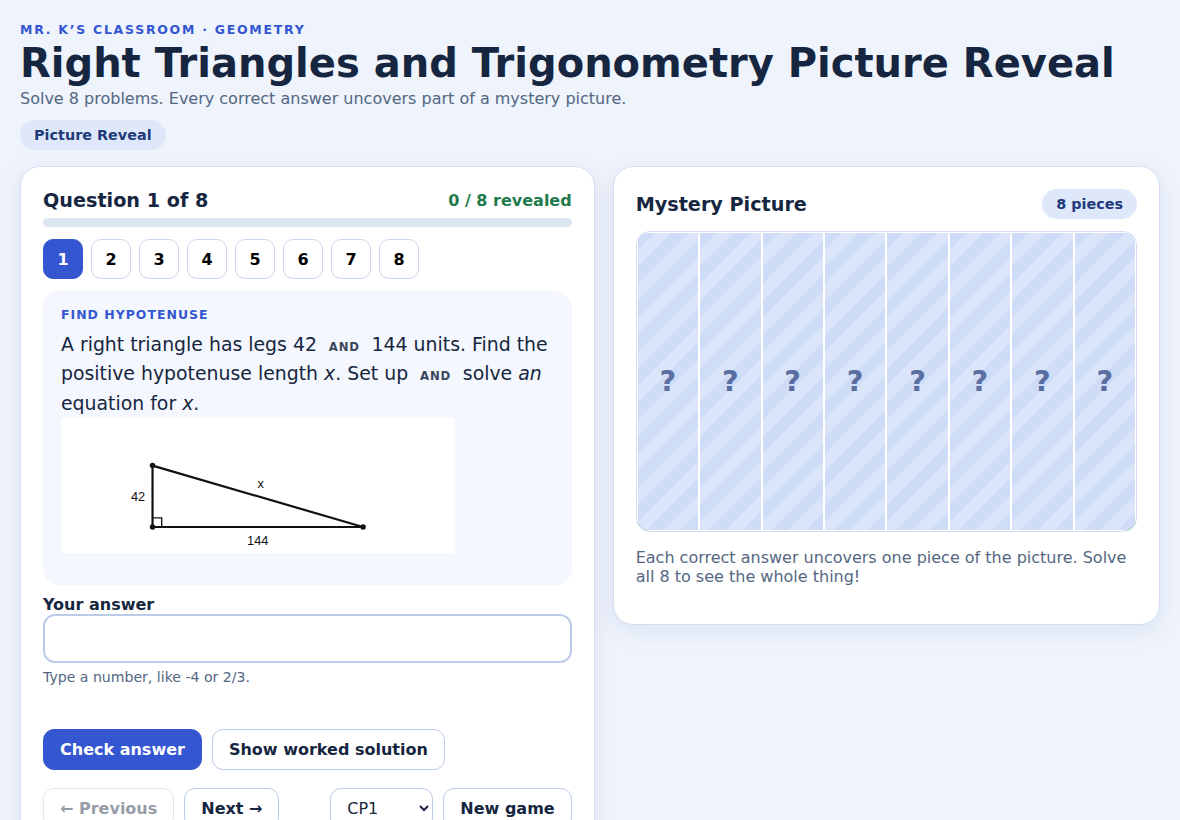 MR. K’S CLASSROOM · GEOMETRY
Right Triangles and Trigonometry Picture Reveal
Solve 8 problems. Every correct answer uncovers part of a mystery picture.
Picture Reveal
Question 1 of 8
0 / 8 revealed
1 2 3 4 5 6 7 8
FIND HYPOTENUSE
A right triangle has legs 42 AND 144 units. Find the
positive hypotenuse length x. Set up AND solve an
equation for x.
x
42
144
Your answer
Type a number, like -4 or 2/3.
Check answer
Show worked solution
← Previous
Next →
CP1
New game
Mystery Picture
8 pieces
? ? ? ? ? ? ? ?
Each correct answer uncovers one piece of the picture. Solve
all 8 to see the whole thing!